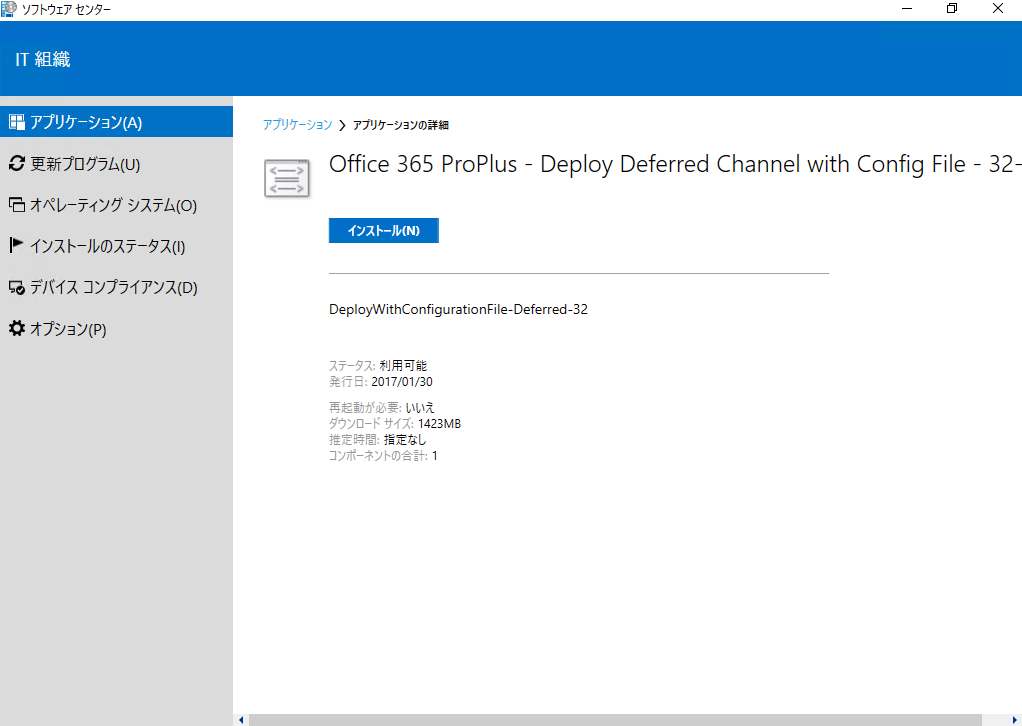 ソフトウェア センター
IT 組織
アプリケーション(A)
更新プログラム(U)
オペレーティング システム(O)
インストールのステータス(I)
デバイス コンプライアンス(D)
オプション(P)
アプリケーション > アプリケーションの詳細
Office 365 ProPlus - Deploy Deferred Channel with Config File - 32-
インストール(N)
DeployWithConfigurationFile-Deferred-32
ステータス: 利用可能
発行日: 2017/01/30
再起動が必要: いいえ
ダウンロード サイズ: 1423MB
推定時間: 指定なし
コンポーネントの合計: 1